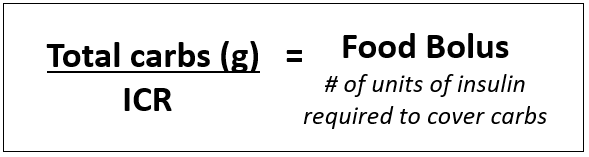 Total carbs (g) = Food Bolus
ICR
# of units of insulin
required to cover carbs